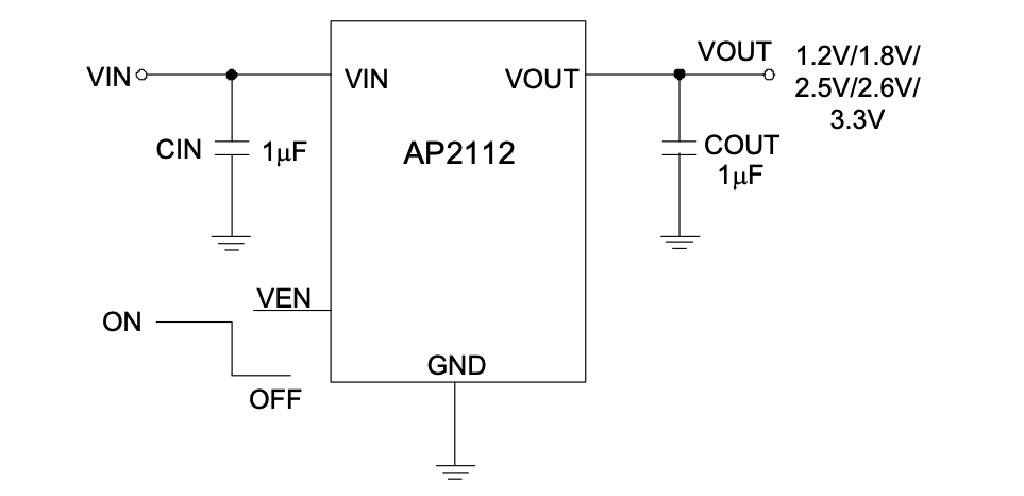 VIN
VIN
VOUT
VOUT
1.2V/1.8V/
2.5V/2.6V/
3.3V
CIN
1μF
AP2112
COUT
1μF
VEN
ON
OFF
GND